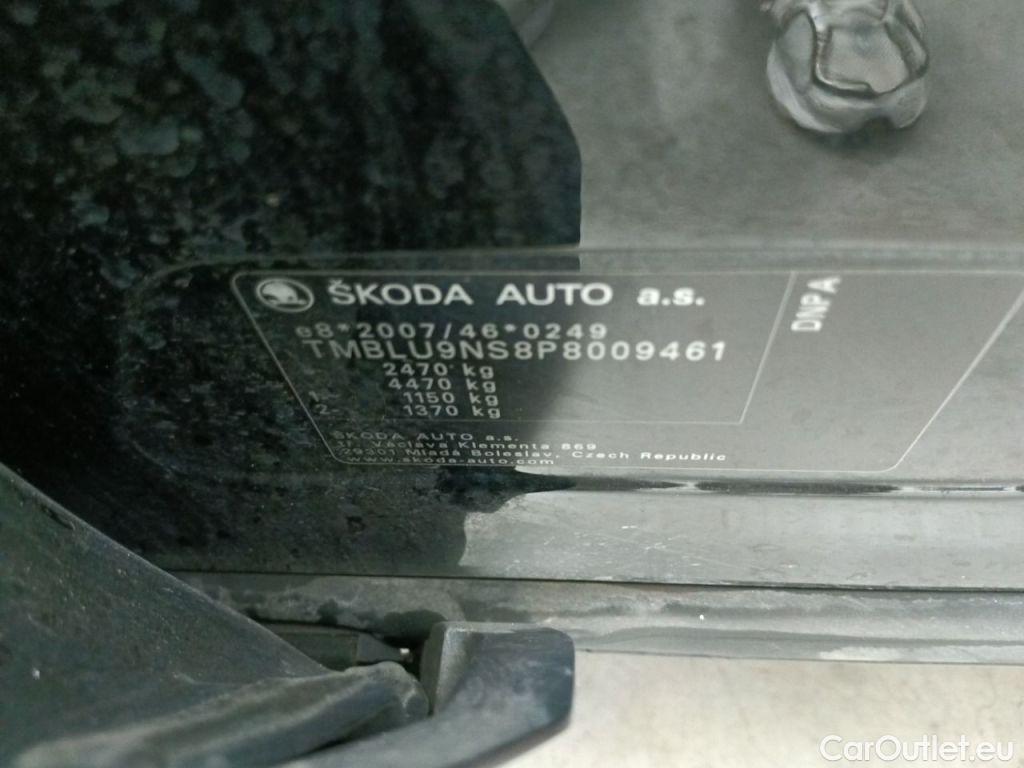 ŠKODA AUTO a.s.
DNPA
e8*2007/46*0249
TMBLU9NS8P8009461
2470 kg
4470 kg
1- 1150 kg
2- 1370 kg
ŠKODA AUTO a.s.
tř. Václava Klementa 869
29301 Mladá Boleslav, Czech Republic
www.skoda-auto.com
CarOutlet.eu